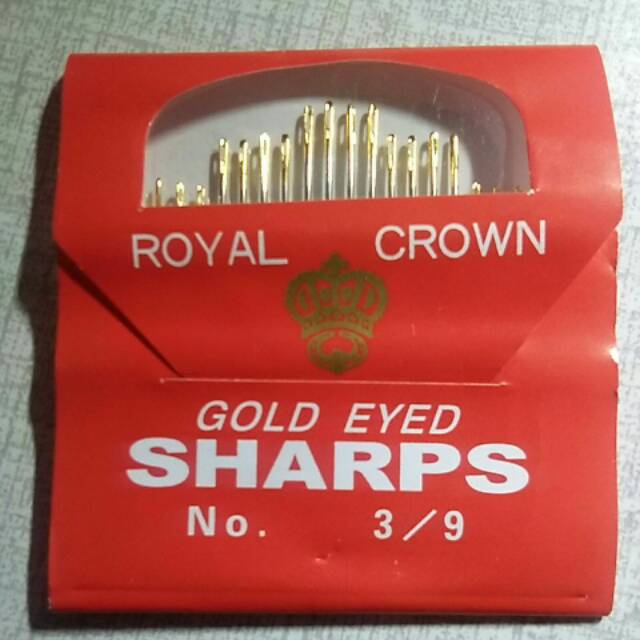 ROYAL CROWN
GOLD EYED
SHARPS
No. 3/9